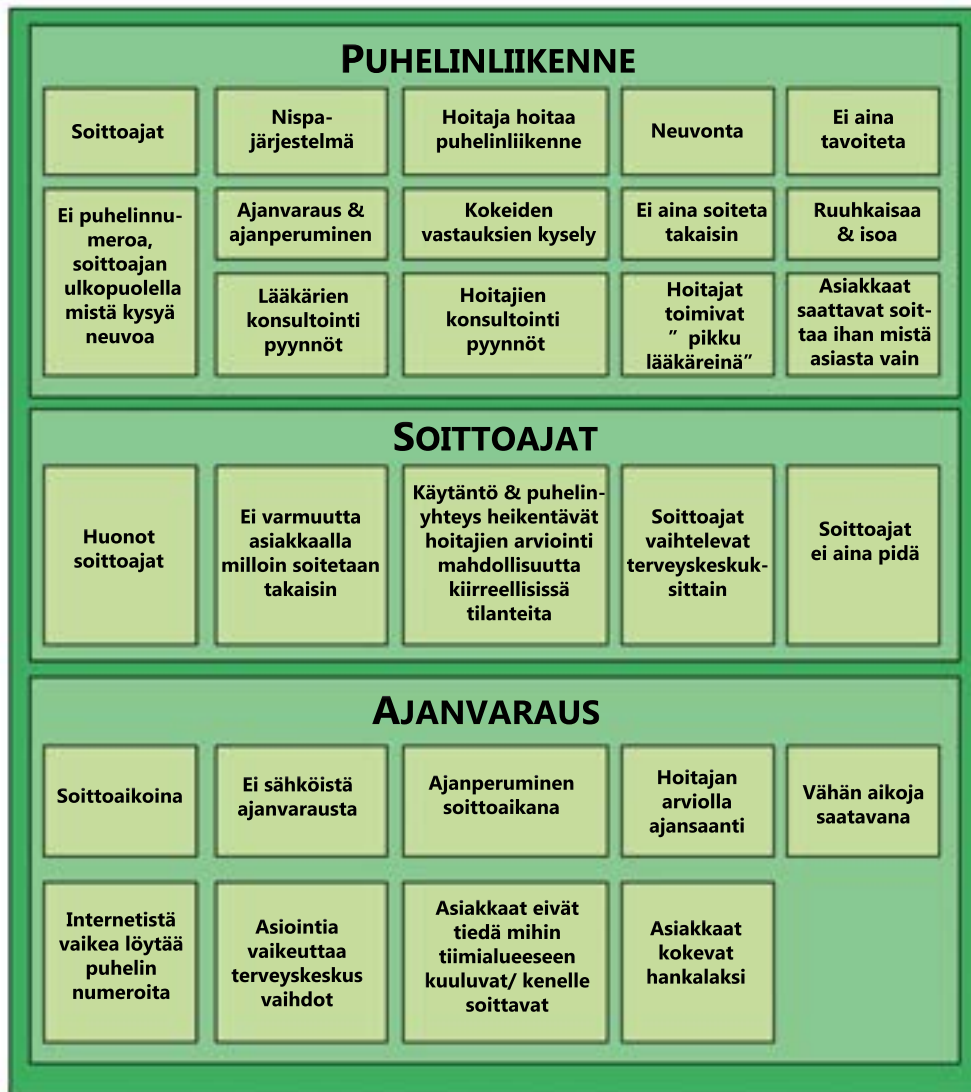 PUHELINLIIKENNE
Soittoajat
Nispa-
järjestelmä
Hoitaja hoitaa
puhelinliikenne
Neuvonta
Ei aina
tavoiteta
Ei puhelinnu-
meroa,
soittoajan
ulkopuolella
mistä kysyä
neuvoa
Ajanvaraus &
ajanperuminen
Kokeiden
vastauksien kysely
Ei aina soiteta
takaisin
Ruuhkaisaa
& isoa
Lääkärien
konsultointi
pyynnöt
Hoitajien
konsultointi
pyynnöt
Hoitajat
toimivat
” pikku
lääkäreinä”
Asiakkaat
saattavat soit-
taa ihan mistä
asiasta vain
SOITTOAJAT
Huonot
soittoajat
Ei varmuutta
asiakkaalla
milloin soitetaan
takaisin
Käytäntö & puhelin-
yhteys heikentävät
hoitajien arviointi
mahdollisuutta
kiirreellisissä
tilanteita
Soittoajat
vaihtelevat
terveyskeskuk-
sittain
Soittoajat
ei aina pidä
AJANVARAUS
Soittoaikoina
Ei sähköistä
ajanvarausta
Ajanperuminen
soittoaikana
Hoitajan
arviolla
ajansaanti
Vähän aikoja
saatavana
Internetistä
vaikea löytää
puhelin
numeroita
Asiointia
vaikeuttaa
terveyskeskus
vaihdot
Asiakkaat eivät
tiedä mihin
tiimialueeseen
kuuluvat/ kenelle
soittavat
Asiakkaat
kokevat
hankalaksi